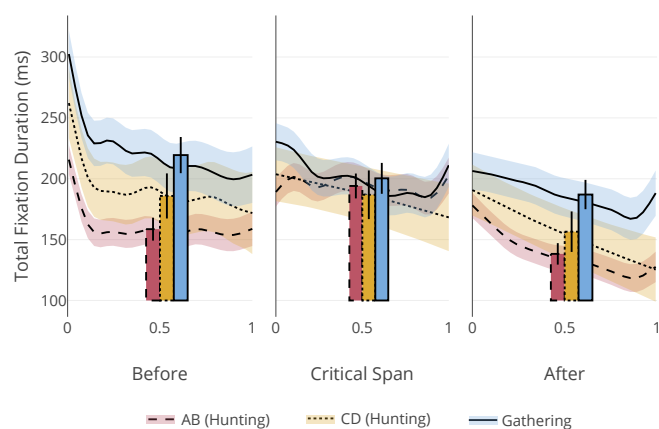 Total Fixation Duration (ms)
300
250
200
150
100
0 0.5 1 0 0.5 1 0 0.5 1
Before Critical Span After
AB (Hunting) CD (Hunting) Gathering